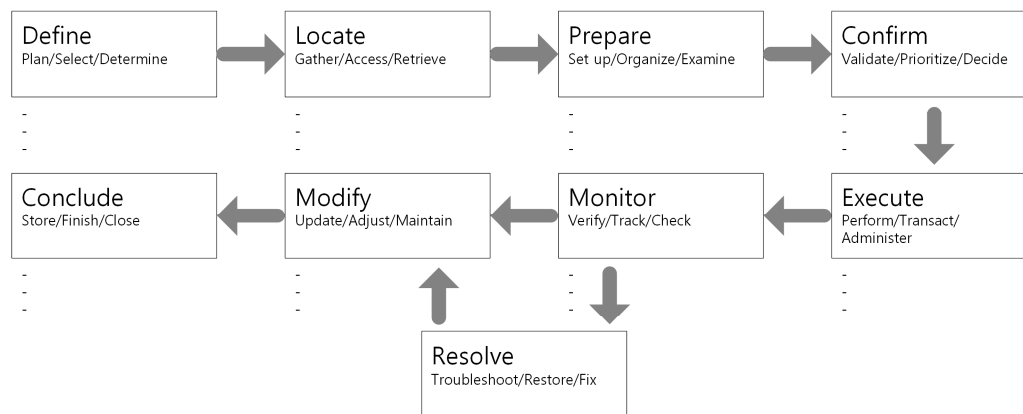 Define
Plan/Select/Determine
Locate
Gather/Access/Retrieve
Prepare
Set up/Organize/Examine
Confirm
Validate/Prioritize/Decide
-
-
-
-
-
-
-
-
-
-
-
-
Conclude
Store/Finish/Close
Modify
Update/Adjust/Maintain
Monitor
Verify/Track/Check
Execute
Perform/Transact/
Administer
-
-
-
-
-
-
-
-
-
-
-
-
Resolve
Troubleshoot/Restore/Fix